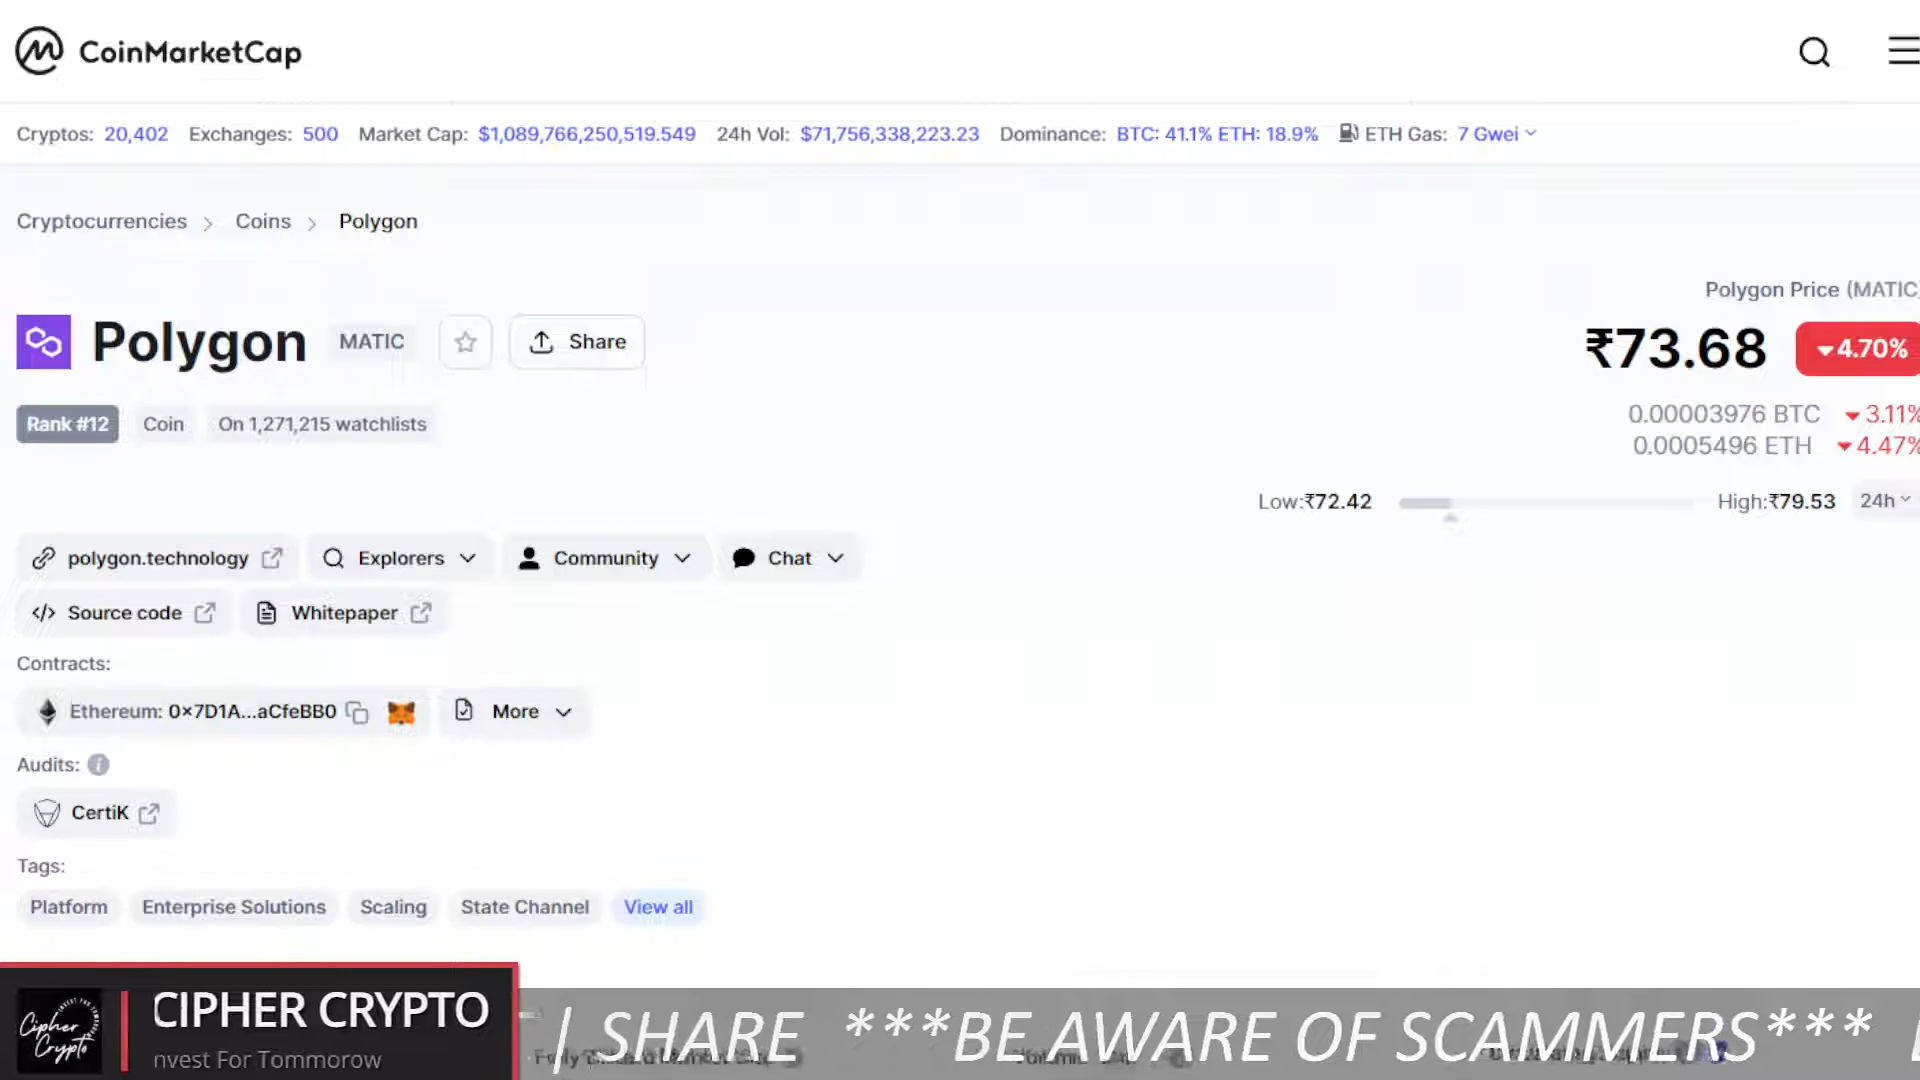 CoinMarketCap
Cryptos: 20,402 Exchanges: 500 Market Cap: $1,089,766,250,519.549 24h Vol: $71,756,338,223.23 Dominance: BTC: 41.1% ETH: 18.9% ETH Gas: 7 Gwei
Cryptocurrencies > Coins > Polygon
Polygon Price (MATIC)
Polygon MATIC Share
₹73.68 4.70%
Rank #12 Coin On 1,271,215 watchlists
0.00003976 BTC 3.11%
0.0005496 ETH 4.47%
Low:₹72.42 High:₹79.53 24h
polygon.technology Explorers Community Chat
</> Source code Whitepaper
Contracts:
Ethereum: 0x7D1A...aCfeBB0 More
Audits:
CertiK
Tags:
Platform Enterprise Solutions Scaling State Channel View all
Cipher Crypto
CIPHER CRYPTO
nvest For Tommorow
| SHARE ***BE AWARE OF SCAMMERS***